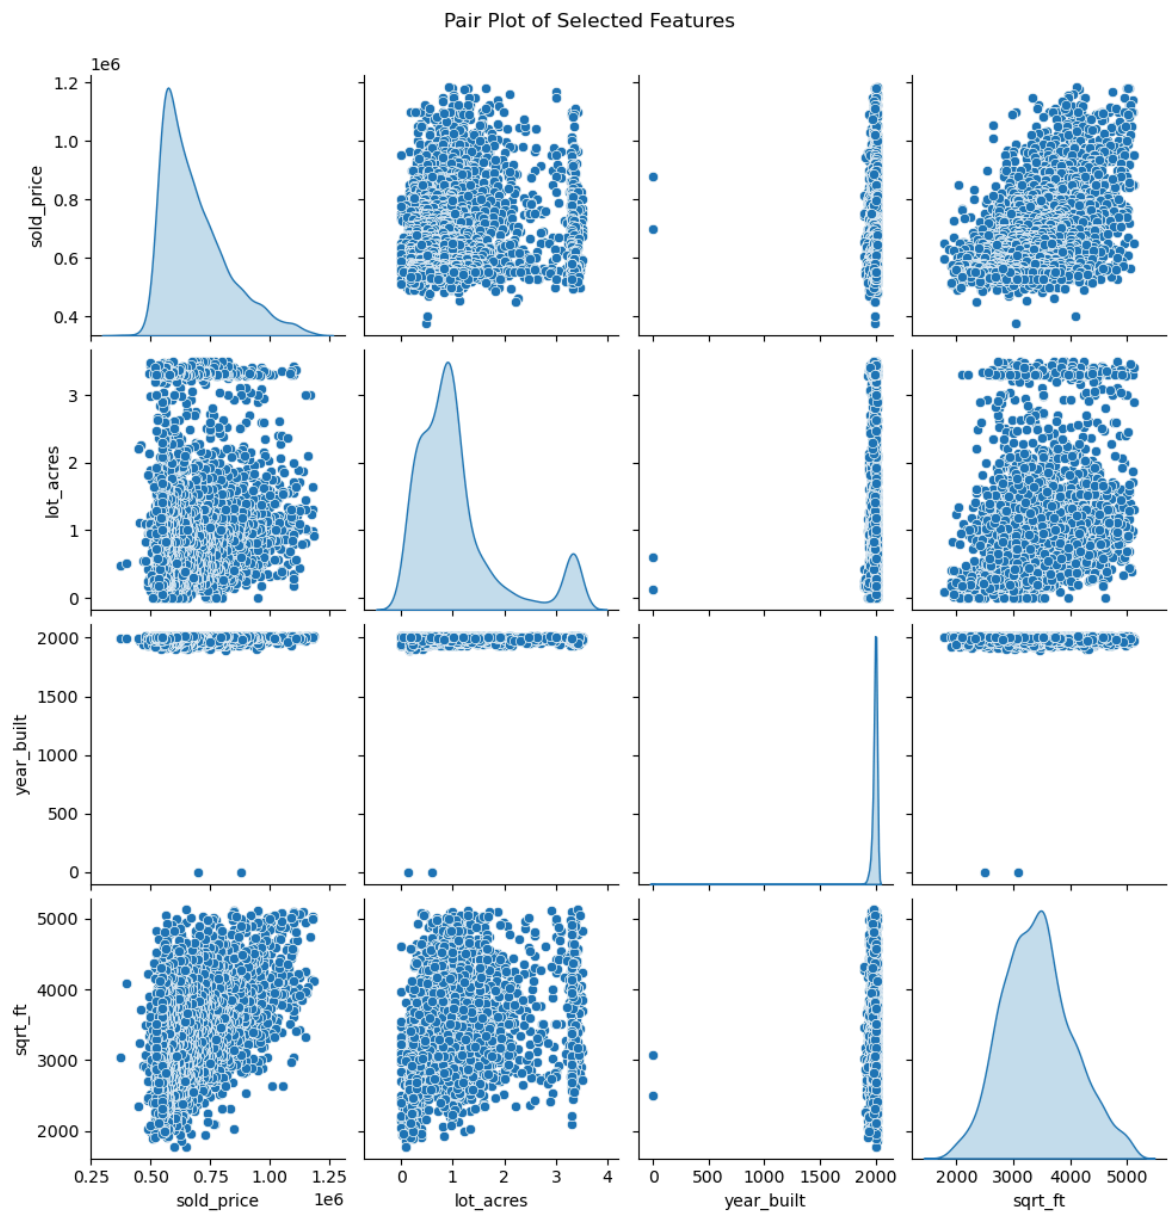 Pair Plot of Selected Features
1e6
1.2
1.0
0.8
0.6
0.4
sold_price
3
2
1
0
lot_acres
2000
1500
1000
500
0
year_built
5000
4000
3000
2000
sqrt_ft
0.25 0.50 0.75 1.00 1.25
1e6
sold_price
0 1 2 3 4
lot_acres
0 500 1000 1500 2000
year_built
2000 3000 4000 5000
sqrt_ft